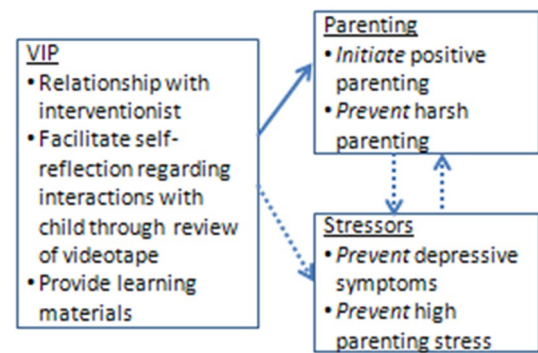 VIP
• Relationship with
interventionist
• Facilitate self-
reflection regarding
interactions with
child through review
of videotape
• Provide learning
materials
Parenting
• Initiate positive
parenting
• Prevent harsh
parenting
Stressors
• Prevent depressive
symptoms
• Prevent high
parenting stress